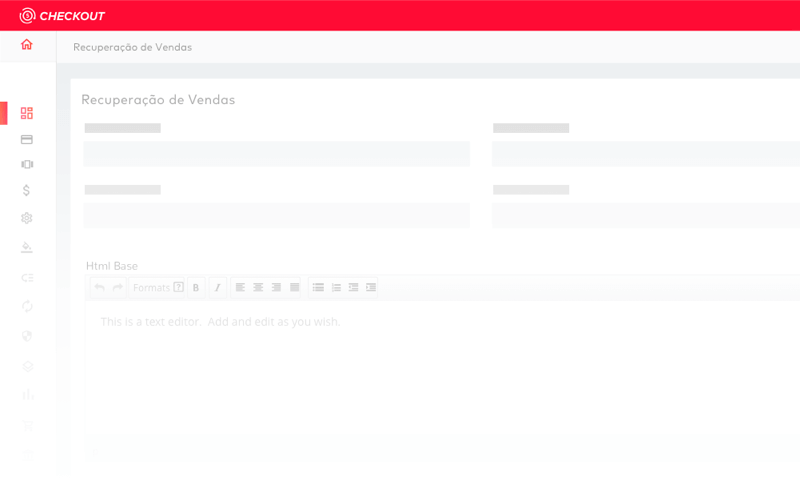 CHECKOUT
Recuperação de Vendas
Recuperação de Vendas
Html Base
Formats ? B I
This is a text editor. Add and edit as you wish.